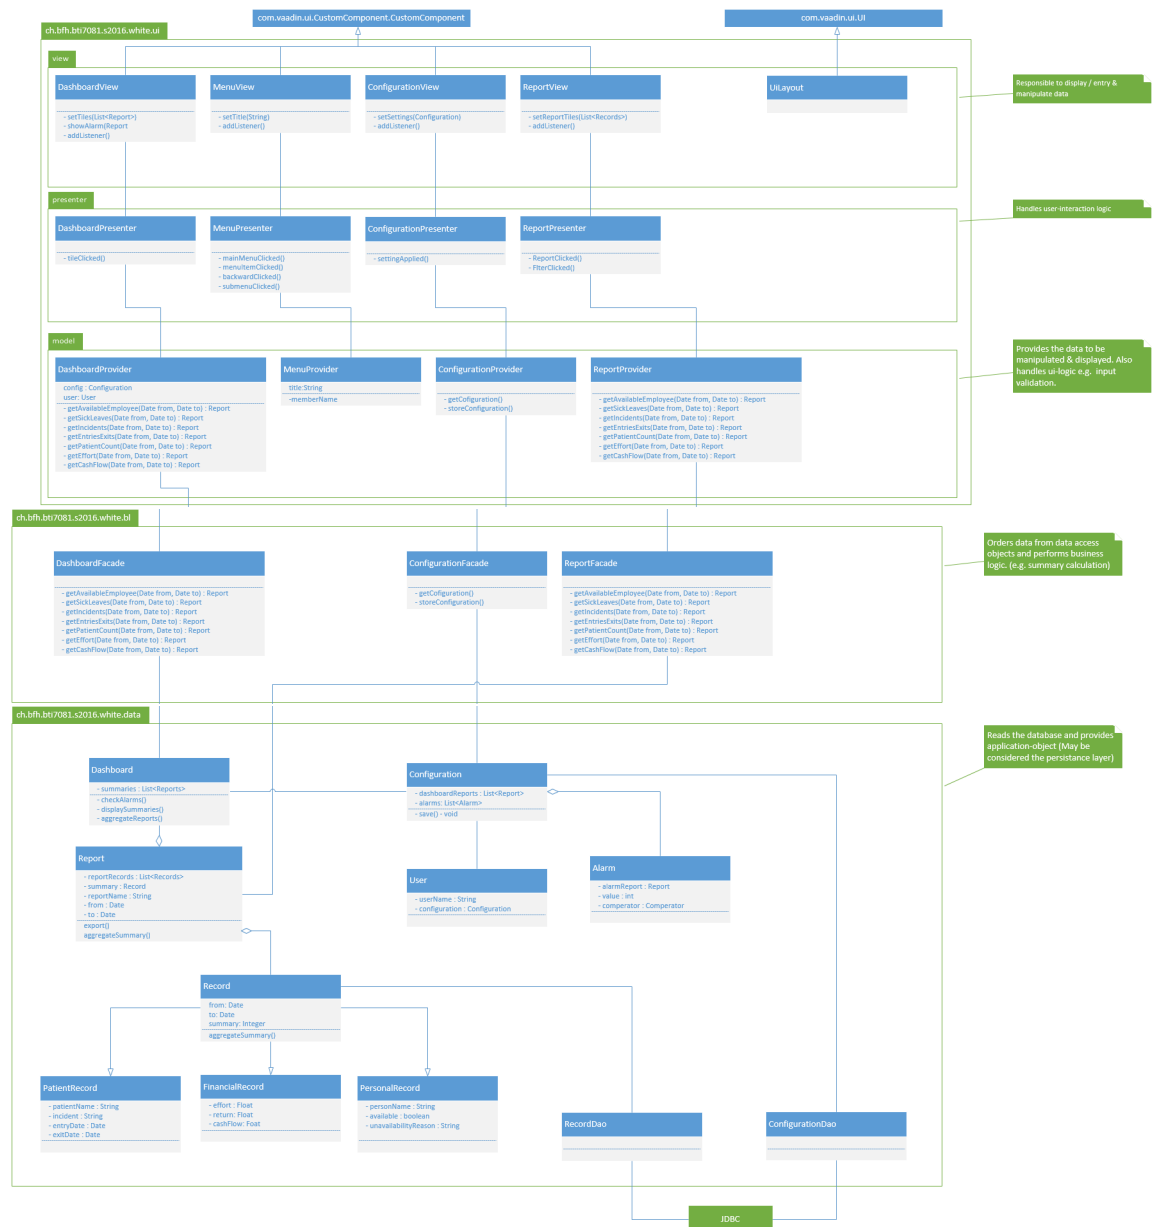 com.vaadin.ui.CustomComponent.CustomComponent
com.vaadin.ui.UI
ch.bfh.bti7081.s2016.white.ui
view
DashboardView
- setTiles(List<Report>)
- showAlarm(Report
- addListener()
MenuView
- setTitle(String)
- addListener()
ConfigurationView
- setSettings(Configuration)
- addListener()
ReportView
- setReportTiles(List<Records>)
- addListener()
UiLayout
Responsible to display / entry &
manipulate data
presenter
DashboardPresenter
- tileClicked()
MenuPresenter
- mainMenuClicked()
- menuItemClicked()
- backwardClicked()
- submenuClicked()
ConfigurationPresenter
- settingApplied()
ReportPresenter
- ReportClicked()
- FIterClicked()
Handles user-interaction logic
model
DashboardProvider
config : Configuration
user: User
- getAvailableEmployee(Date from, Date to) : Report
- getSickLeaves(Date from, Date to) : Report
- getIncidents(Date from, Date to) : Report
- getEntriesExits(Date from, Date to) : Report
- getPatientCount(Date from, Date to) : Report
- getEffort(Date from, Date to) : Report
- getCashFlow(Date from, Date to) : Report
MenuProvider
title:String
-memberName
ConfigurationProvider
- getCofiguration()
- storeConfiguration()
ReportProvider
- getAvailableEmployee(Date from, Date to) : Report
- getSickLeaves(Date from, Date to) : Report
- getIncidents(Date from, Date to) : Report
- getEntriesExits(Date from, Date to) : Report
- getPatientCount(Date from, Date to) : Report
- getEffort(Date from, Date to) : Report
- getCashFlow(Date from, Date to) : Report
Provides the data to be
manipulated & displayed. Also
handles ui-logic e.g. input
validation.
ch.bfh.bti7081.s2016.white.bl
DashboardFacade
- getAvailableEmployee(Date from, Date to) : Report
- getSickLeaves(Date from, Date to) : Report
- getIncidents(Date from, Date to) : Report
- getEntriesExits(Date from, Date to) : Report
- getPatientCount(Date from, Date to) : Report
- getEffort(Date from, Date to) : Report
- getCashFlow(Date from, Date to) : Report
ConfigurationFacade
- getCofiguration()
- storeConfiguration()
ReportFacade
- getAvailableEmployee(Date from, Date to) : Report
- getSickLeaves(Date from, Date to) : Report
- getIncidents(Date from, Date to) : Report
- getEntriesExits(Date from, Date to) : Report
- getPatientCount(Date from, Date to) : Report
- getEffort(Date from, Date to) : Report
- getCashFlow(Date from, Date to) : Report
Orders data from data access
objects and performs business
logic. (e.g. summary calculation)
ch.bfh.bti7081.s2016.white.data
Dashboard
- summaries : List<Reports>
- checkAlarms()
- displaySummaries()
- aggregateReports()
Configuration
- dashboardReports : List<Report>
- alarms: List<Alarm>
- save() - void
Reads the database and provides
application-object (May be
considered the persistance layer)
Report
- reportRecords : List<Records>
- summary : Record
- reportName : String
- from : Date
- to : Date
export()
aggregateSummary()
User
- userName : String
- configuration : Configuration
Alarm
- alarmReport : Report
- value : int
- comperator : Comperator
Record
from: Date
to: Date
summary: Integer
aggregateSummary()
PatientRecord
- patientName : String
- incident : String
- entryDate : Date
- exitDate : Date
FinancialRecord
- effort : Float
- return: Float
- cashFlow: Foat
PersonalRecord
- personName : String
- available : boolean
- unavailabilityReason : String
RecordDao
ConfigurationDao
JDBC